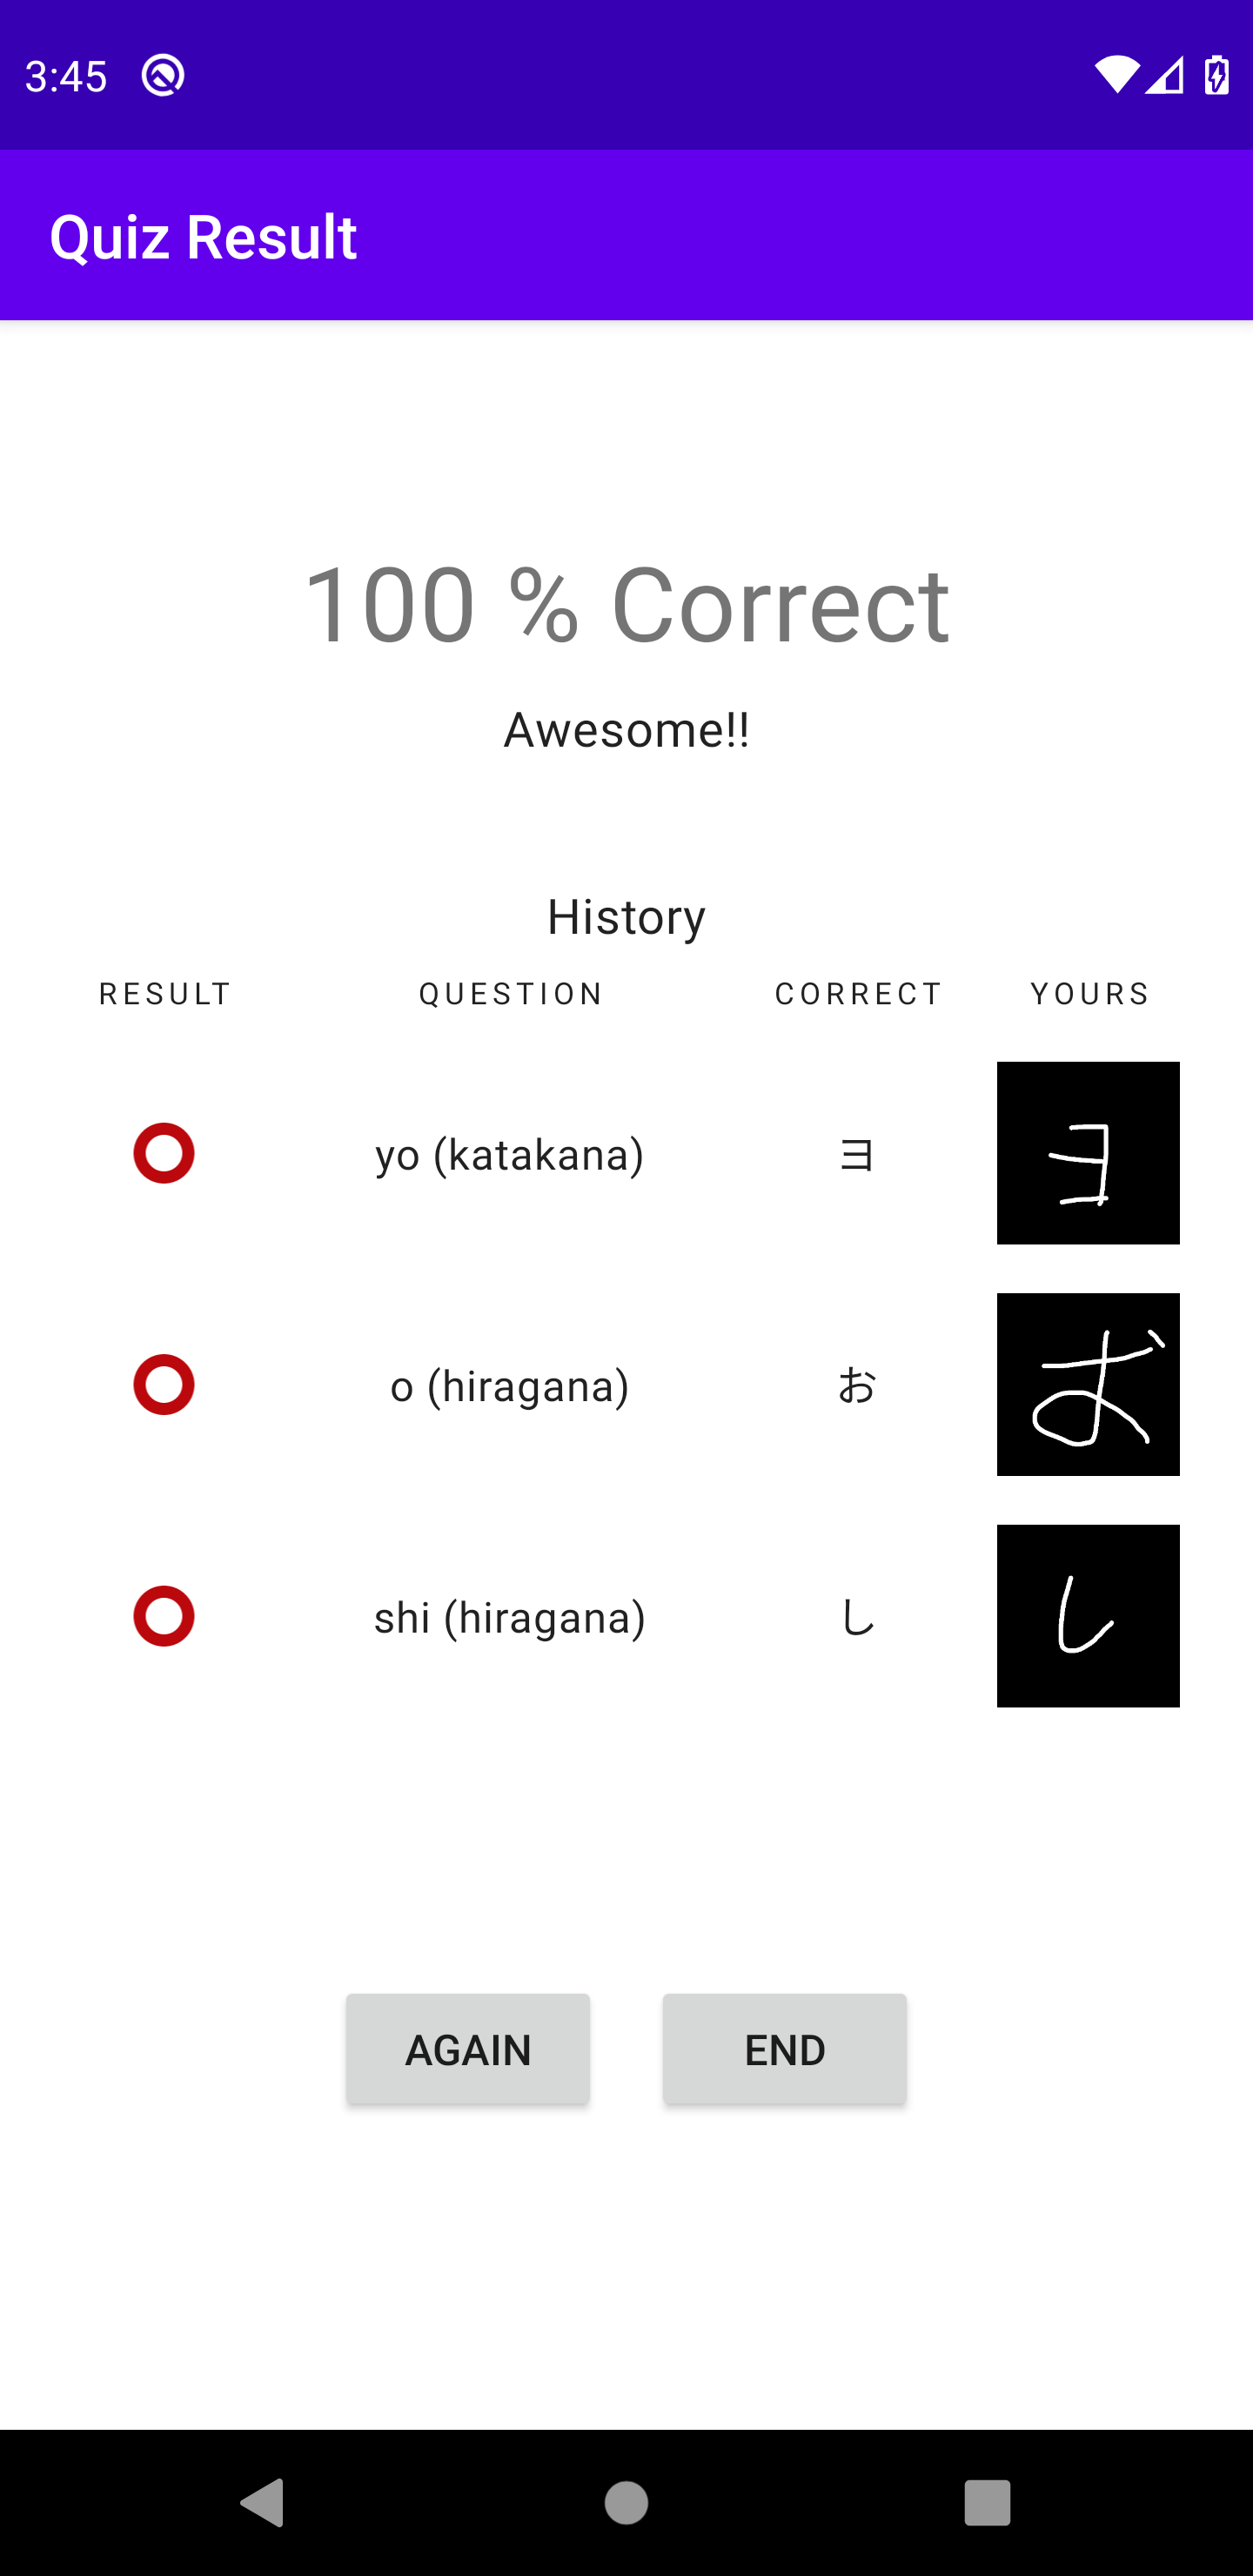 3:45
Quiz Result
100 % Correct
Awesome!!
History
RESULT QUESTION CORRECT YOURS
yo (katakana) ヨ ヨ
o (hiragana) お お
shi (hiragana) し し
AGAIN END